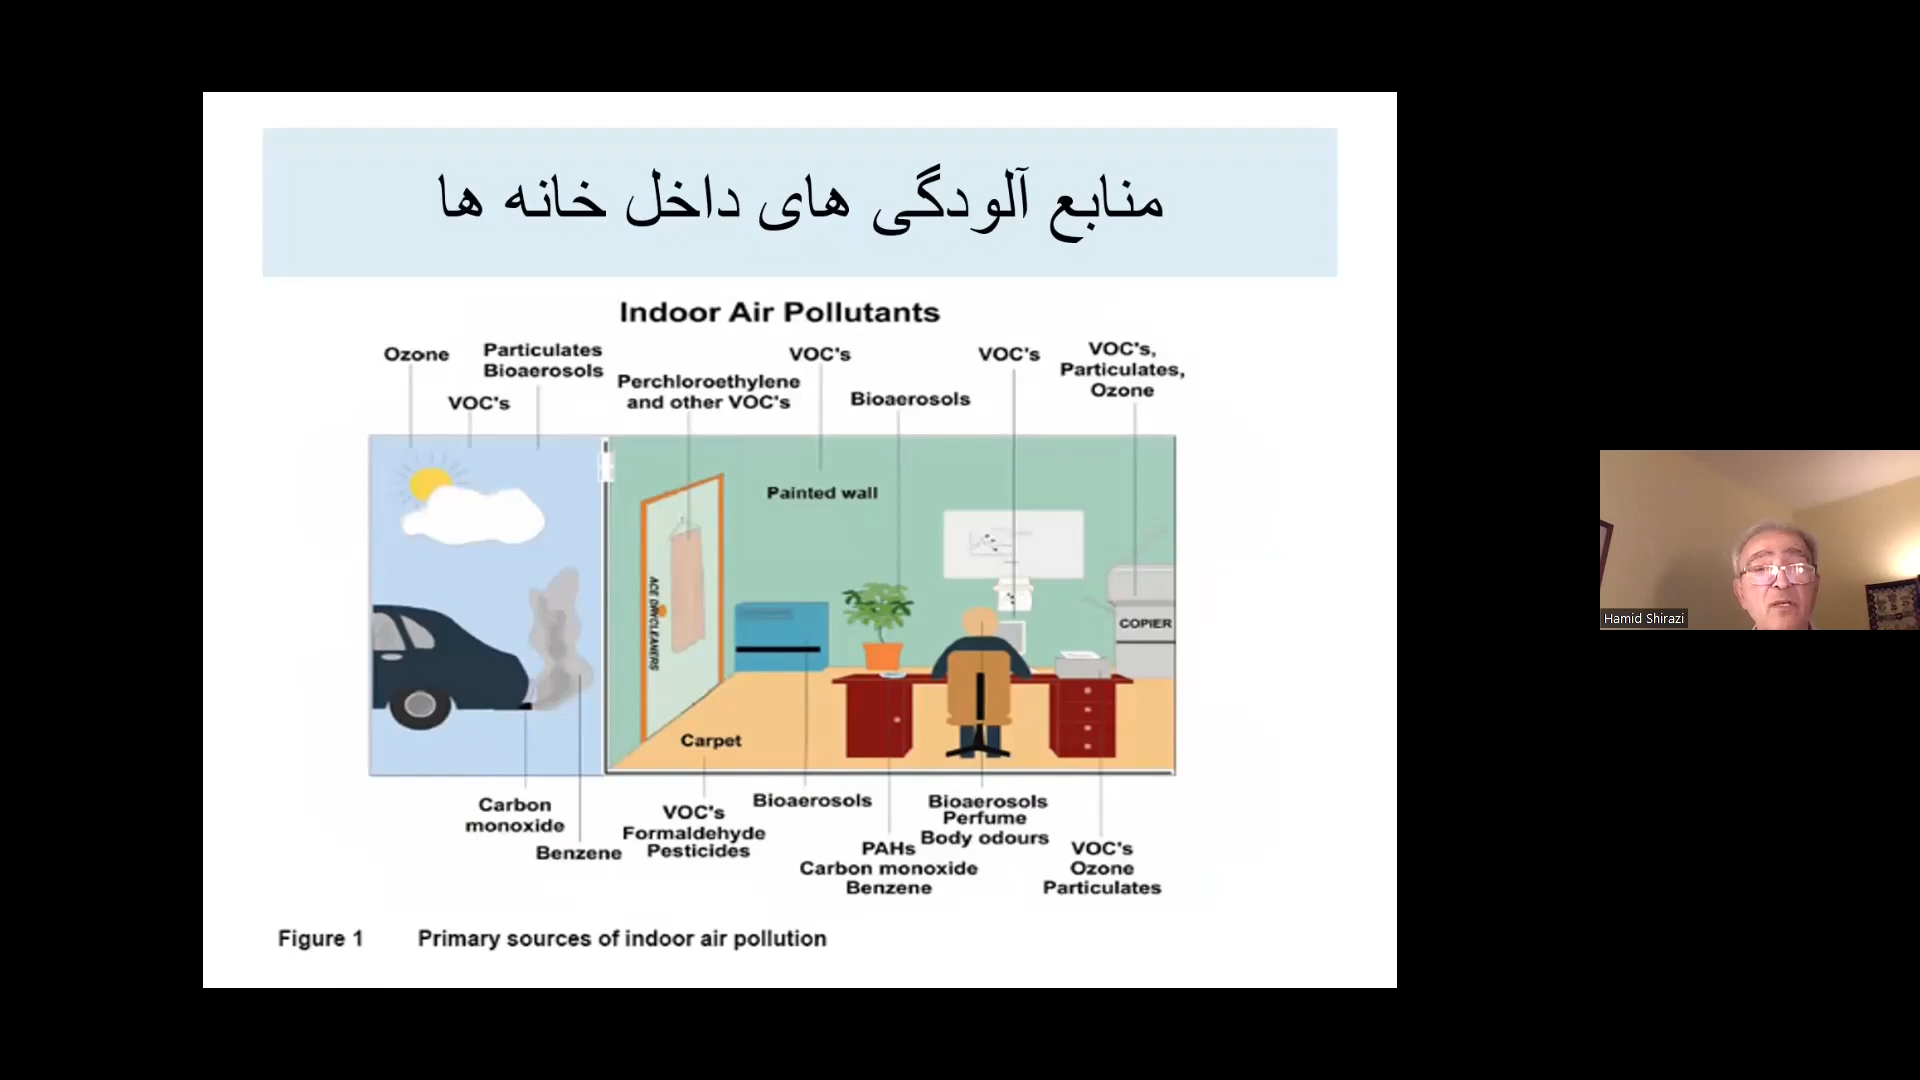 منابع آلودگی های داخل خانه ها
Indoor Air Pollutants
Ozone
Particulates
Bioaerosols
VOC's
Perchloroethylene
and other VOC's
VOC's
Bioaerosols
VOC's
VOC's,
Particulates,
Ozone
Painted wall
ACE DRYCLEANERS
COPIER
Carpet
Carbon
monoxide
Benzene
VOC's
Formaldehyde
Pesticides
Bioaerosols
PAHs
Carbon monoxide
Benzene
Bioaerosols
Perfume
Body odours
VOC's
Ozone
Particulates
Figure 1 Primary sources of indoor air pollution
Hamid Shirazi